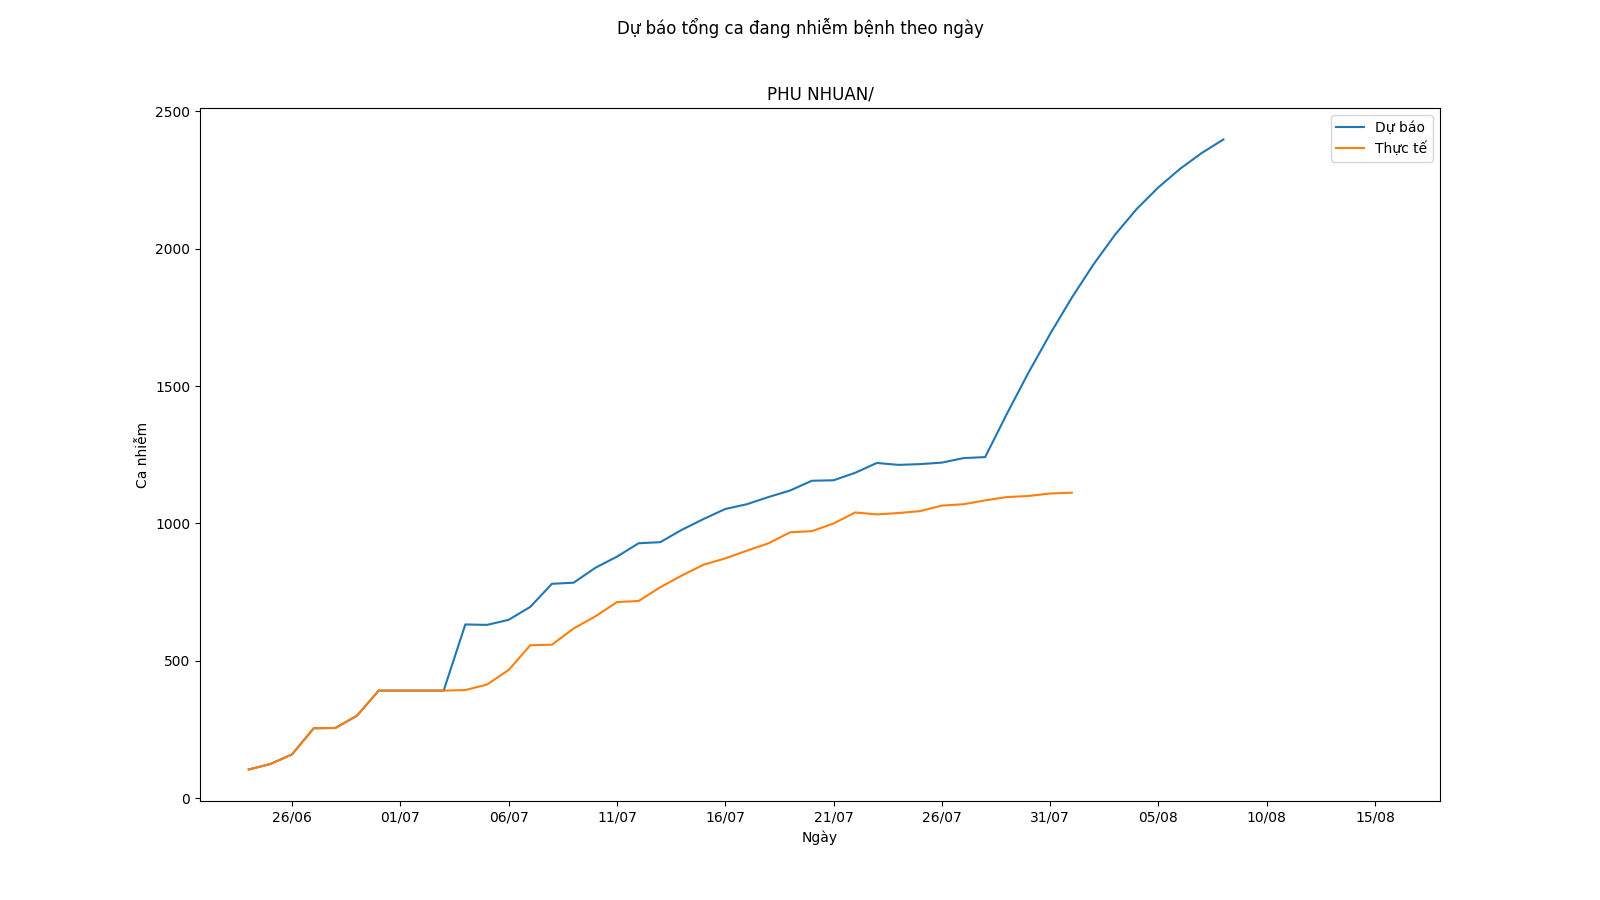 Dự báo tổng ca đang nhiễm bệnh theo ngày
PHU NHUAN/
Dự báo
Thực tế
2500
2000
1500
1000
500
0
Ca nhiễm
26/06 01/07 06/07 11/07 16/07 21/07 26/07 31/07 05/08 10/08 15/08
Ngày